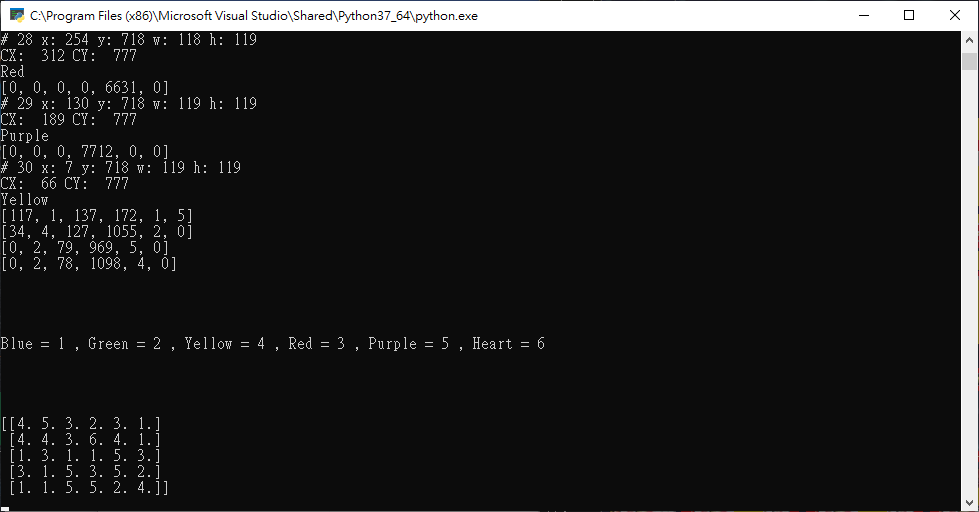 C:\Program Files (x86)\Microsoft Visual Studio\Shared\Python37_64\python.exe
# 28 x: 254 y: 718 w: 118 h: 119
CX:  312 CY:  777
Red
[0, 0, 0, 0, 6631, 0]
# 29 x: 130 y: 718 w: 119 h: 119
CX:  189 CY:  777
Purple
[0, 0, 0, 7712, 0, 0]
# 30 x: 7 y: 718 w: 119 h: 119
CX:  66 CY:  777
Yellow
[117, 1, 137, 172, 1, 5]
[34, 4, 127, 1055, 2, 0]
[0, 2, 79, 969, 5, 0]
[0, 2, 78, 1098, 4, 0]
Blue = 1 , Green = 2 , Yellow = 4 , Red = 3 , Purple = 5 , Heart = 6
[[4. 5. 3. 2. 3. 1.]
[4. 4. 3. 6. 4. 1.]
[1. 3. 1. 1. 5. 3.]
[3. 1. 5. 3. 5. 2.]
[1. 1. 5. 5. 2. 4.]]